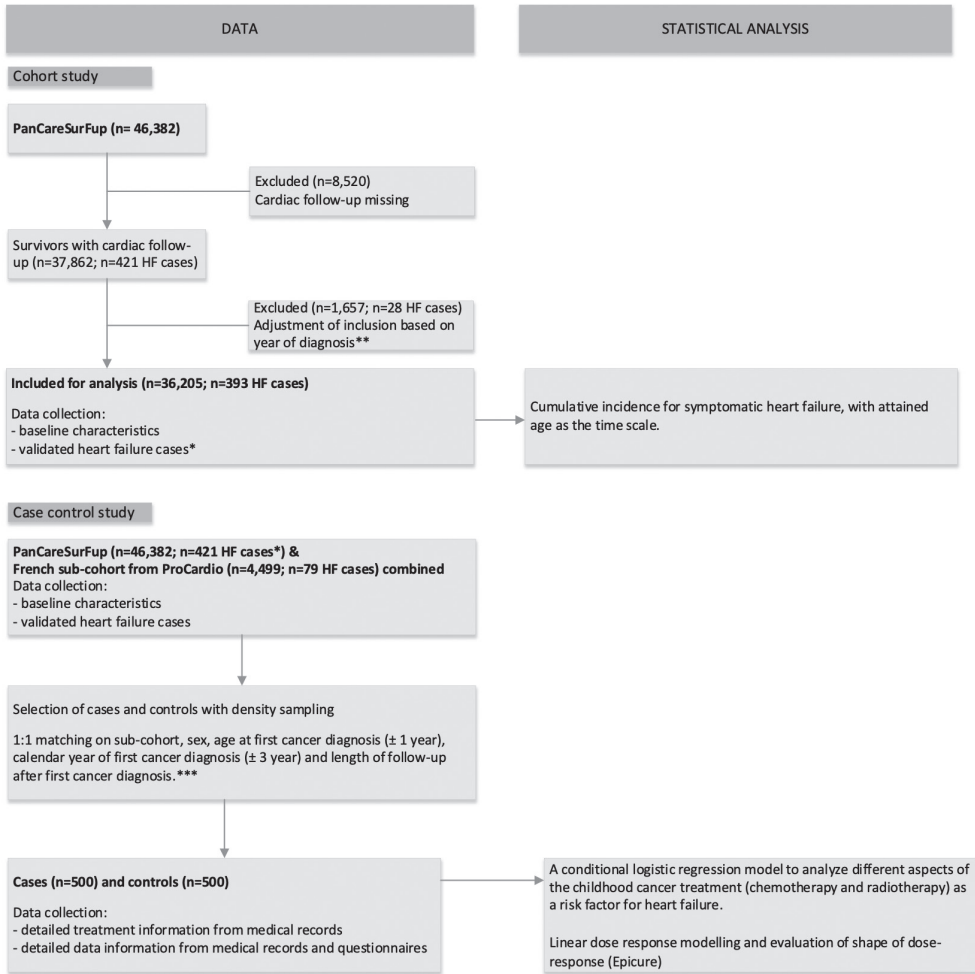 DATA
STATISTICAL ANALYSIS
Cohort study
PanCareSurFup (n= 46,382)
Excluded (n=8,520)
Cardiac follow-up missing
Survivors with cardiac follow-
up (n=37,862; n=421 HF cases)
Excluded (n=1,657; n=28 HF cases)
Adjustment of inclusion based on
year of diagnosis**
Included for analysis (n=36,205; n=393 HF cases)
Data collection:
- baseline characteristics
- validated heart failure cases*
Cumulative incidence for symptomatic heart failure, with attained
age as the time scale.
Case control study
PanCareSurFup (n=46,382; n=421 HF cases*) &
French sub-cohort from ProCardio (n=4,499; n=79 HF cases) combined
Data collection:
- baseline characteristics
- validated heart failure cases
Selection of cases and controls with density sampling
1:1 matching on sub-cohort, sex, age at first cancer diagnosis (± 1 year),
calendar year of first cancer diagnosis (± 3 year) and length of follow-up
after first cancer diagnosis.***
Cases (n=500) and controls (n=500)
Data collection:
- detailed treatment information from medical records
- detailed data information from medical records and questionnaires
A conditional logistic regression model to analyze different aspects of
the childhood cancer treatment (chemotherapy and radiotherapy) as
a risk factor for heart failure.
Linear dose response modelling and evaluation of shape of dose-
response (Epicure)